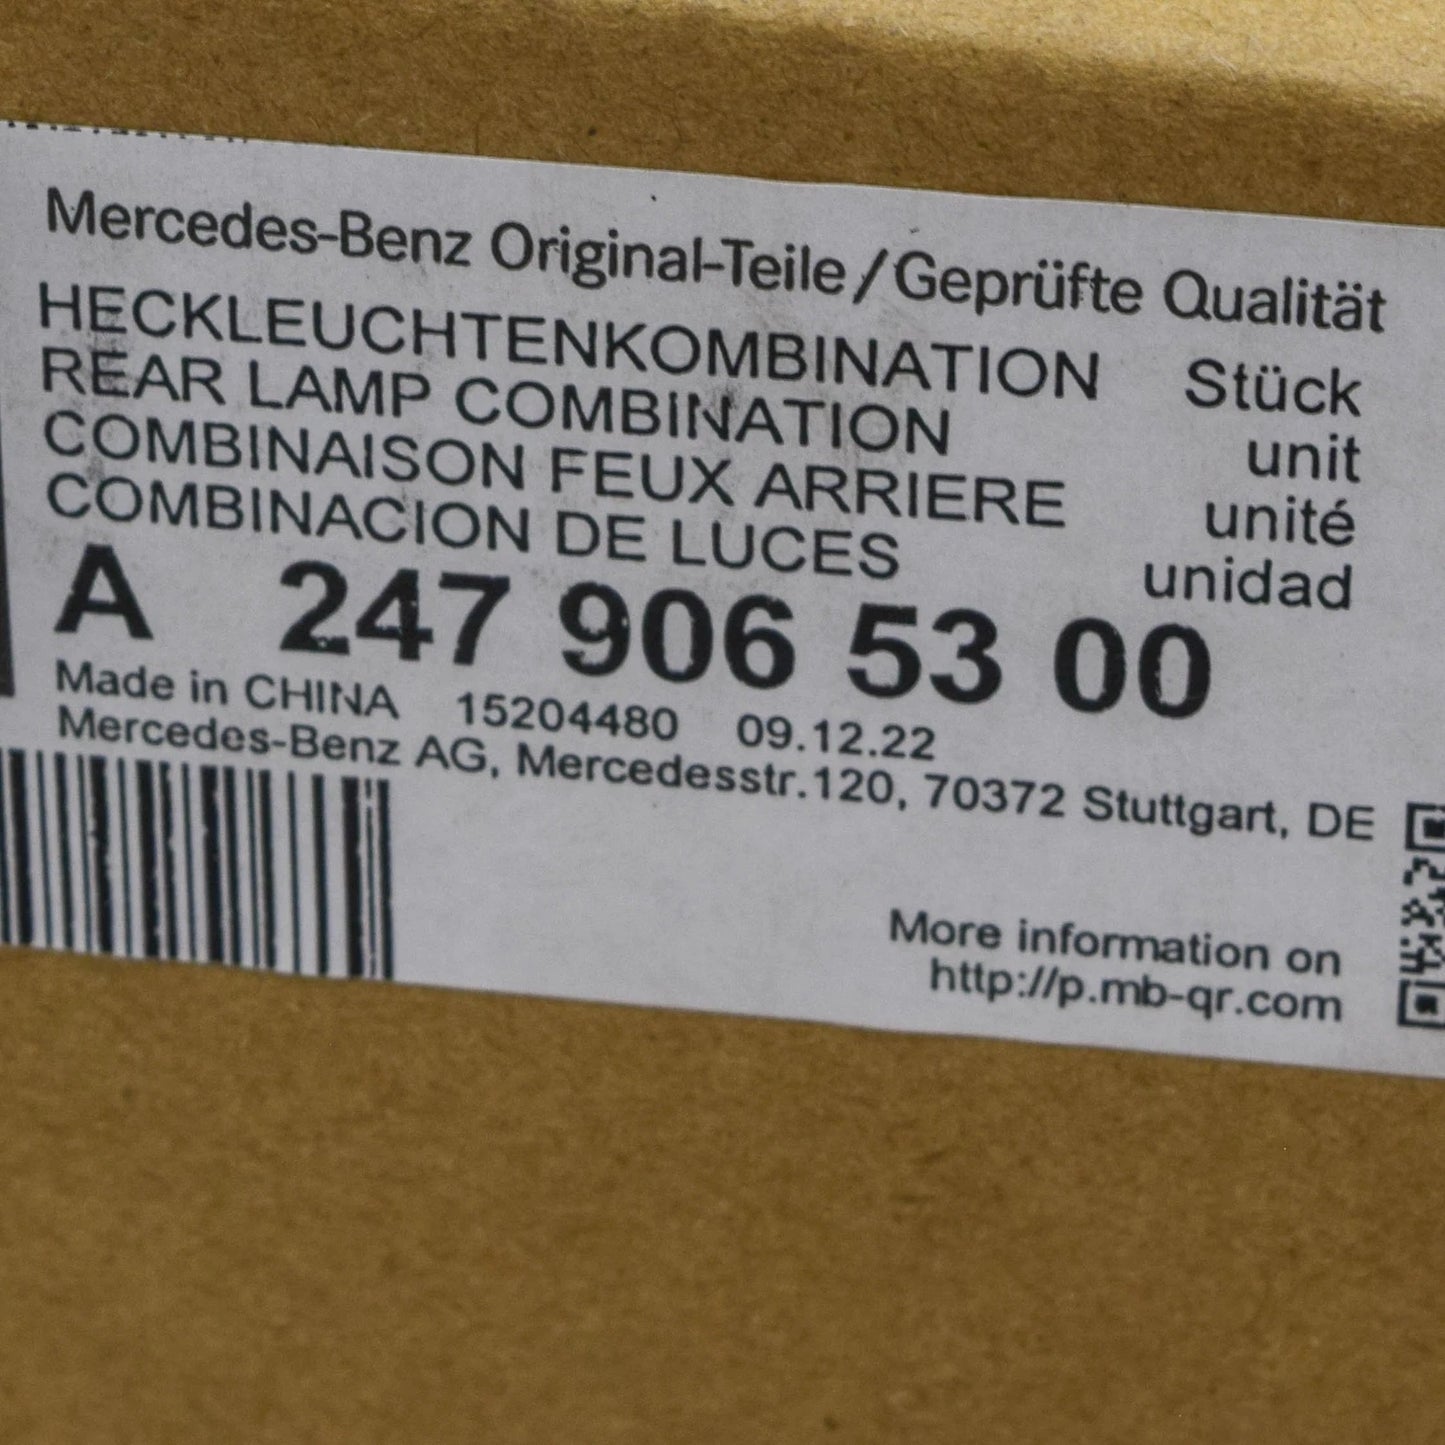 Mercedes-Benz Original-Teile/Geprüfte Qualität
HECKLEUCHTENKOMBINATION Stück
REAR LAMP COMBINATION unit
COMBINAISON FEUX ARRIERE unité
COMBINACION DE LUCES unidad
A 247 906 53 00
Made in CHINA 15204480 09.12.22
Mercedes-Benz AG, Mercedesstr.120, 70372 Stuttgart, DE
More information on
http://p.mb-qr.com